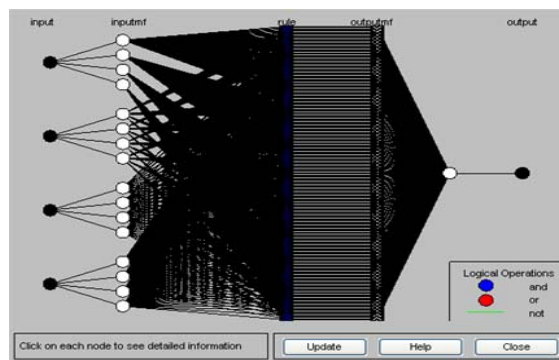 input inputmf rule outputmf output
Logical Operations
and
or
not
Click on each node to see detailed information
Update Help Close